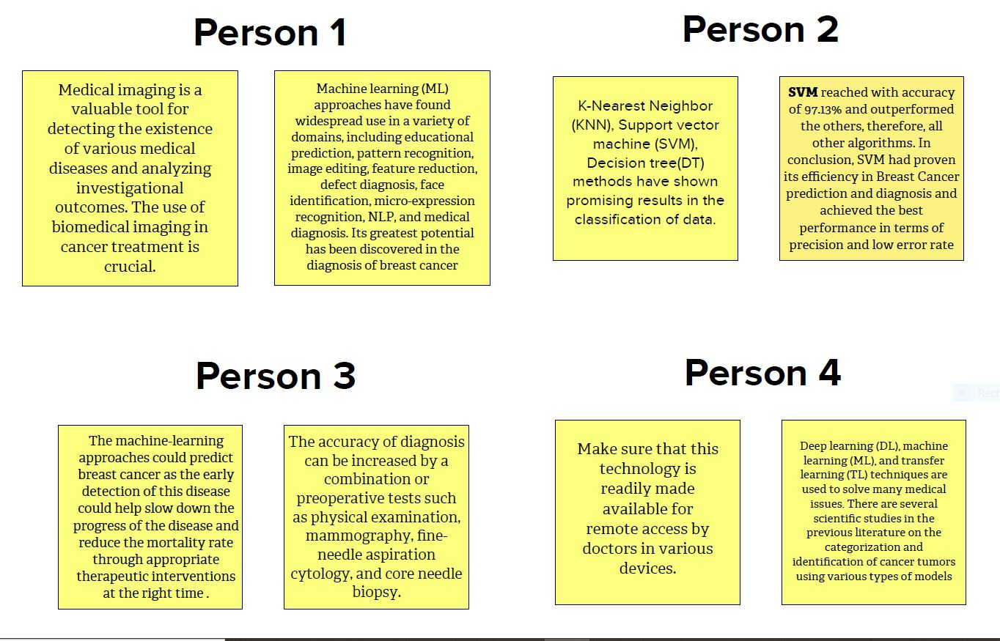 Person 1
Medical imaging is a
valuable tool for
detecting the existence
of various medical
diseases and analyzing
investigational
outcomes. The use of
biomedical imaging in
cancer treatment is
crucial.
Machine learning (ML)
approaches have found
widespread use in a variety of
domains, including educational
prediction, pattern recognition,
image editing, feature reduction,
defect diagnosis, face
identification, micro-expression
recognition, NLP, and medical
diagnosis. Its greatest potential
has been discovered in the
diagnosis of breast cancer
Person 2
K-Nearest Neighbor
(KNN), Support vector
machine (SVM),
Decision tree(DT)
methods have shown
promising results in the
classification of data.
SVM reached with accuracy
of 97.13% and outperformed
the others, therefore, all
other algorithms. In
conclusion, SVM had proven
its efficiency in Breast Cancer
prediction and diagnosis and
achieved the best
performance in terms of
precision and low error rate
Person 3
The machine-learning
approaches could predict
breast cancer as the early
detection of this disease
could help slow down the
progress of the disease and
reduce the mortality rate
through appropriate
therapeutic interventions
at the right time .
The accuracy of diagnosis
can be increased by a
combination or
preoperative tests such
as physical examination,
mammography, fine-
needle aspiration
cytology, and core needle
biopsy.
Person 4
Make sure that this
technology is
readily made
available for
remote access by
doctors in various
devices.
Deep learning (DL), machine
learning (ML), and transfer
learning (TL) techniques are
used to solve many medical
issues. There are several
scientific studies in the
previous literature on the
categorization and
identification of cancer tumors
using various types of models
Rect